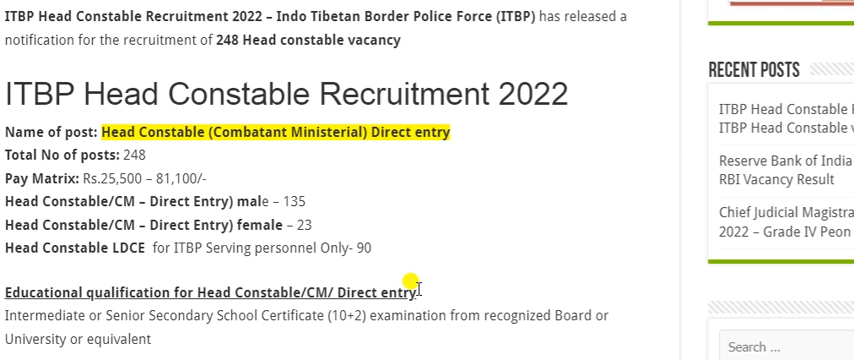 ITBP Head Constable Recruitment 2022 – Indo Tibetan Border Police Force (ITBP) has released a
notification for the recruitment of 248 Head constable vacancy
ITBP Head Constable Recruitment 2022
Name of post: Head Constable (Combatant Ministerial) Direct entry
Total No of posts: 248
Pay Matrix: Rs.25,500 – 81,100/-
Head Constable/CM – Direct Entry) male – 135
Head Constable/CM – Direct Entry) female – 23
Head Constable LDCE for ITBP Serving personnel Only- 90
Educational qualification for Head Constable/CM/ Direct entry
Intermediate or Senior Secondary School Certificate (10+2) examination from recognized Board or
University or equivalent
RECENT POSTS
ITBP Head Constable
ITBP Head Constable
Reserve Bank of India
RBI Vacancy Result
Chief Judicial
2022 – Grade IV Peon
Search ...